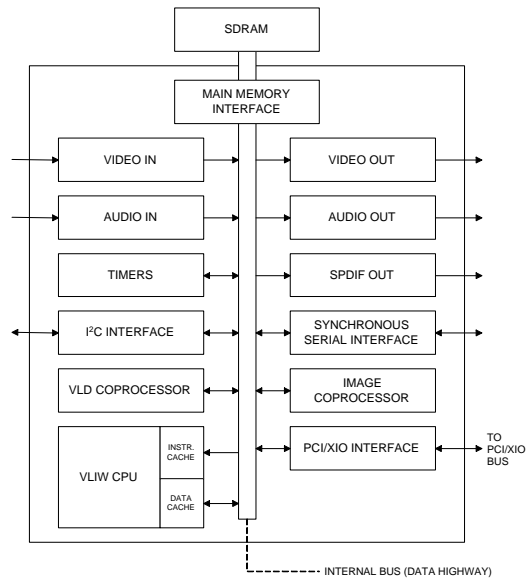 SDRAM
MAIN MEMORY
INTERFACE
VIDEO IN
VIDEO OUT
AUDIO IN
AUDIO OUT
TIMERS
SPDIF OUT
I²C INTERFACE
SYNCHRONOUS
SERIAL INTERFACE
VLD COPROCESSOR
IMAGE
COPROCESSOR
VLIW CPU
INSTR.
CACHE
DATA
CACHE
PCI/XIO INTERFACE
TO
PCI/XIO
BUS
INTERNAL BUS (DATA HIGHWAY)